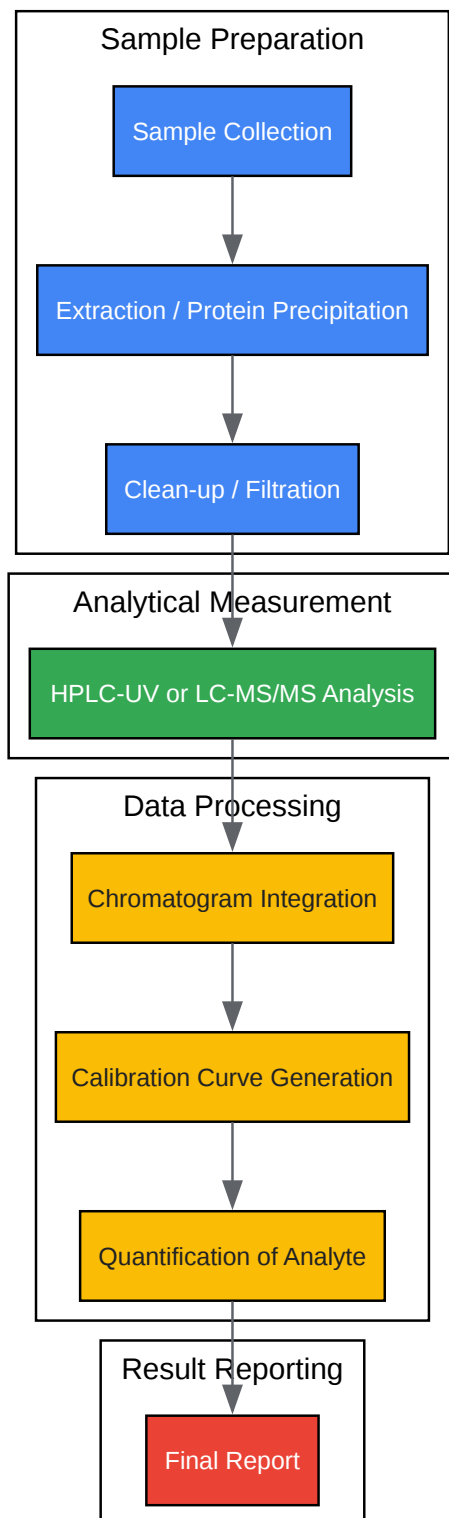 Sample Preparation
Sample Collection
Extraction / Protein Precipitation
Clean-up / Filtration
Analytical Measurement
HPLC-UV or LC-MS/MS Analysis
Data Processing
Chromatogram Integration
Calibration Curve Generation
Quantification of Analyte
Result Reporting
Final Report